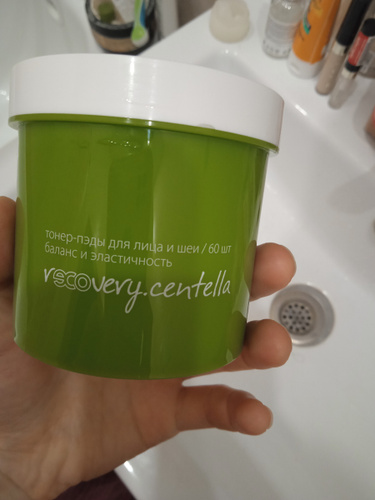 тонер-пэды для лица и шеи / 60 шт
баланс и эластичность
recovery.centella